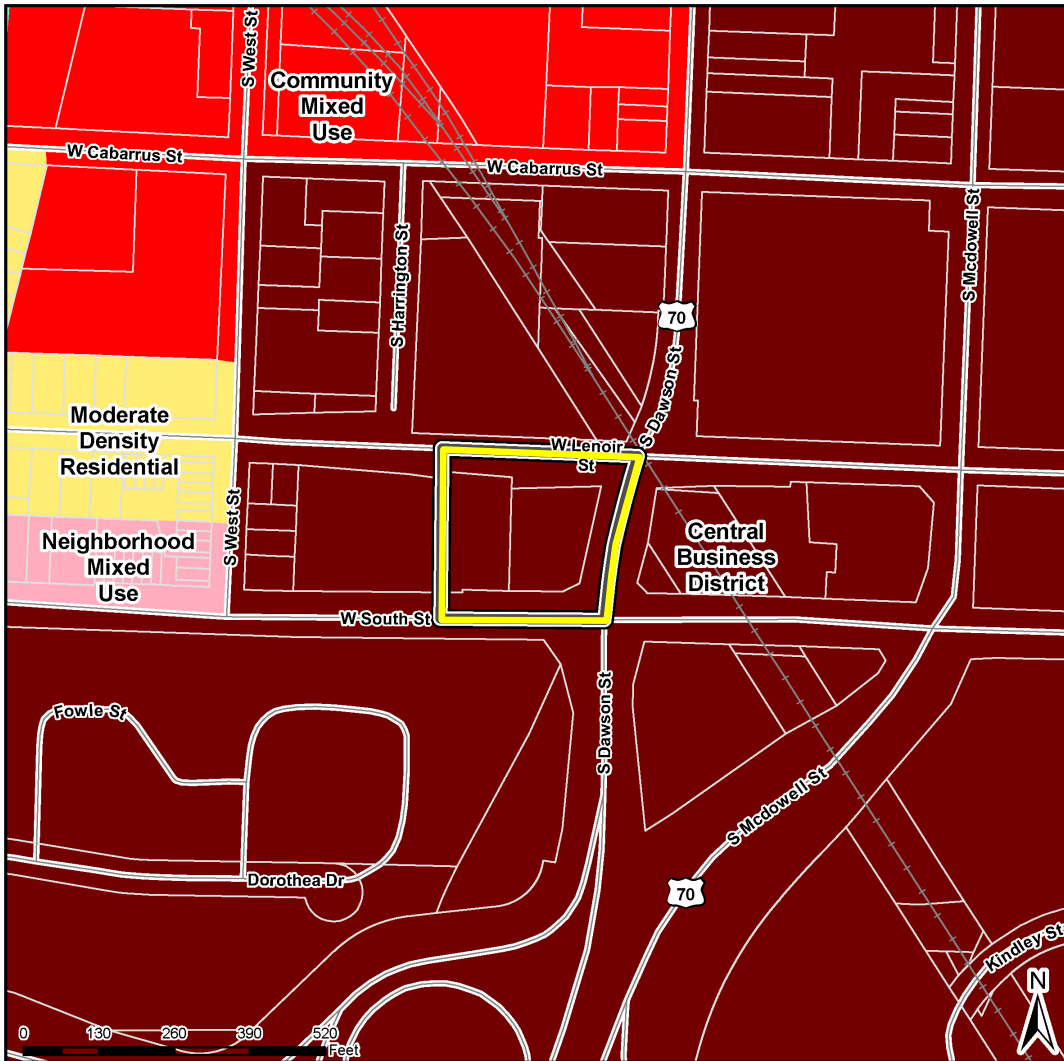 S West St
Community
Mixed
Use
W Cabarrus St
W Cabarrus St
S Mcdowell St
S Harrington St
70
S Dawson St
Moderate
Density
Residential
W Lenoir
St
S West St
Neighborhood
Mixed
Use
Central
Business
District
W South St
S Dawson St
Fowle St
S Mcdowell St
Dorothea Dr
70
Kindley St
N
0 130 260 390 520
Feet